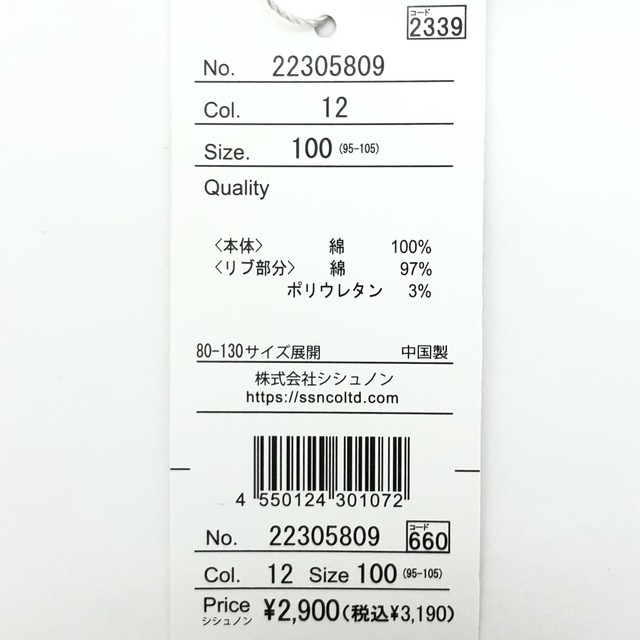 コード
2339
No. 22305809
Col. 12
Size. 100 (95-105)
Quality
〈本体〉 綿 100%
〈リブ部分〉 綿 97%
ポリウレタン 3%
80-130サイズ展開 中国製
株式会社シシュノン
https://ssncoltd.com
4 550124 301072
No. 22305809 コード 660
Col. 12 Size 100 (95-105)
Price ¥2,900(税込¥3,190)
シシュノン